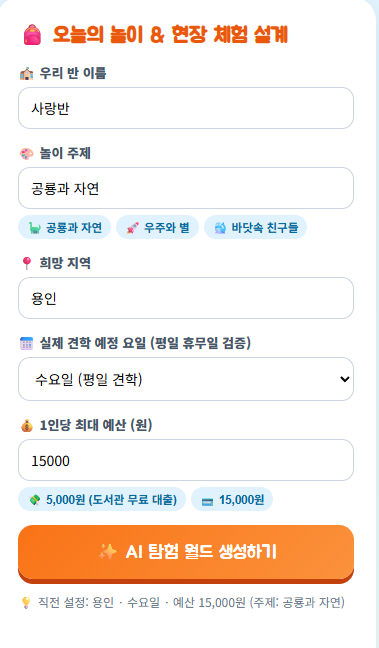 🎒 오늘의 놀이 & 현장 체험 설계
🏫 우리 반 이름
사랑반
🎨 놀이 주제
공룡과 자연
🦕 공룡과 자연 🚀 우주와 별 🫧 바닷속 친구들
📍 희망 지역
용인
🗓️ 실제 견학 예정 요일 (평일 휴무일 검증)
수요일 (평일 견학)
💰 1인당 최대 예산 (원)
15000
💸 5,000원 (도서관 무료 대출) 💳 15,000원
✨ AI 탐험 월드 생성하기
💡 직전 설정: 용인 · 수요일 · 예산 15,000원 (주제: 공룡과 자연)